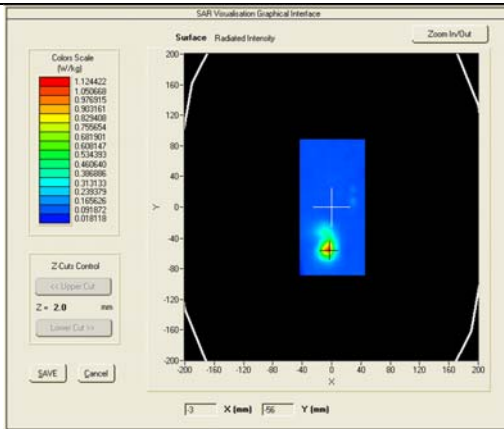 SAR Visualisation Graphical Interface
Surface Radiated Intensity
Zoom In/Out
Colors Scale
(W/kg)
1.124422
1.050668
0.976915
0.903161
0.829408
0.755654
0.681901
0.608147
0.534393
0.460640
0.386886
0.313133
0.239379
0.165626
0.091872
0.018118
200
160
120
80
40
0
-40
-80
-120
-160
-200
Y
-200 -160 -120 -80 -40 0 40 80 120 160 200
X
Z-Cuts Control
<< Upper Cut
Z = 2.0 mm
Lower Cut >>
SAVE Cancel
-3 X (mm) -56 Y (mm)